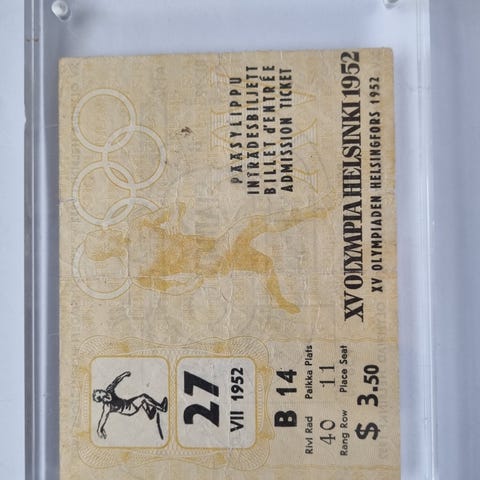 PÄÄSYLIPPU
INTRÄDESBILJETT
BILLET d'ENTRÉE
ADMISSION TICKET
XV OLYMPIA HELSINKI 1952
XV OLYMPIADEN HELSINGFORS 1952
27
VII 1952
B 14
Rivi Rad Paikka Plats
40 11
Rang Row Place Seat
$ 3.50